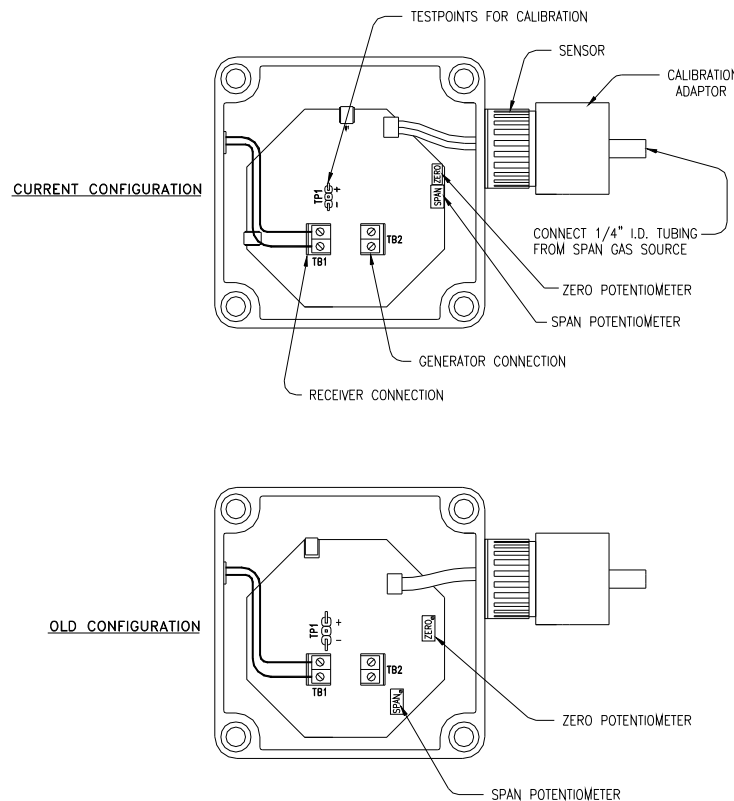 TESTPOINTS FOR CALIBRATION
SENSOR
CALIBRATION
ADAPTOR
CURRENT CONFIGURATION
TP1
+
-
ZERO
SPAN
TB1
TB2
CONNECT 1/4" I.D. TUBING
FROM SPAN GAS SOURCE
ZERO POTENTIOMETER
SPAN POTENTIOMETER
GENERATOR CONNECTION
RECEIVER CONNECTION
OLD CONFIGURATION
TP1
+
-
ZERO
TB1
TB2
SPAN
ZERO POTENTIOMETER
SPAN POTENTIOMETER